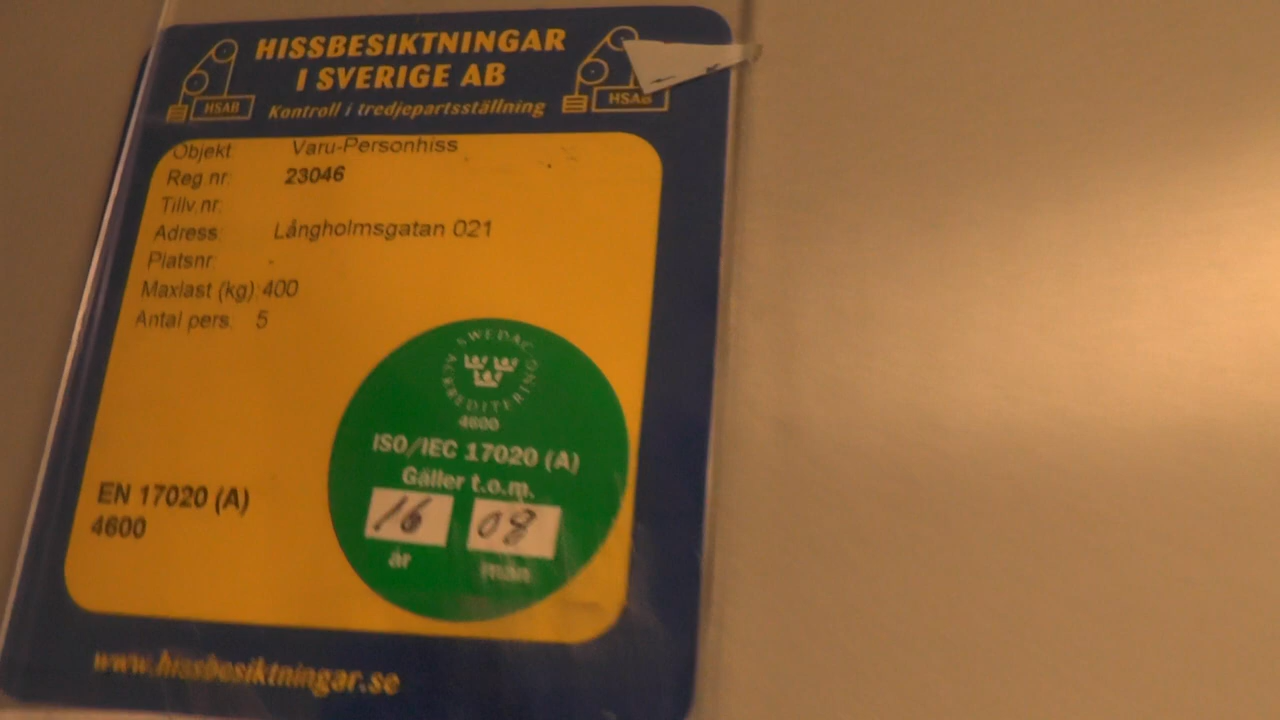 HISSBESIKTNINGAR
I SVERIGE AB
Kontroll i tredjepartsställning
HSAB
HSAB
Objekt: Varu-Personhiss
Reg.nr: 23046
Tillv.nr:
Adress: Långholmsgatan 021
Platsnr: -
Maxlast (kg): 400
Antal pers: 5
SWEDAC
ACKREDITERING
4600
ISO/IEC 17020 (A)
Gäller t.o.m.
16 08
år mån
EN 17020 (A)
4600
www.hissbesiktningar.se